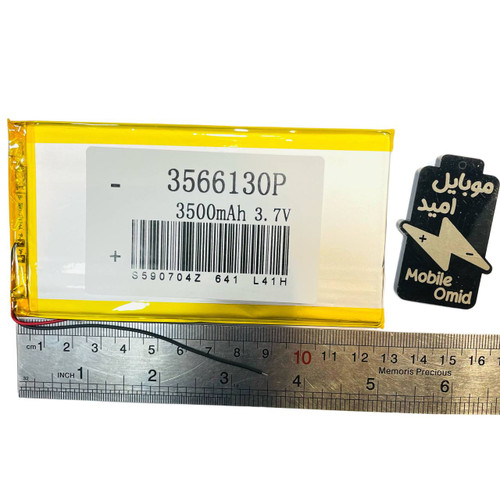 -
3566130P
3500mAh 3.7V
+
S590704Z 641 L41H
موبایل
امید
+ -
Mobile
Omid
cm 1 2 3 4 5 6 7 8 9 10 11 12 13 14 15 16
Memoris Precious
32 INCH 1 2 3 4 5 6